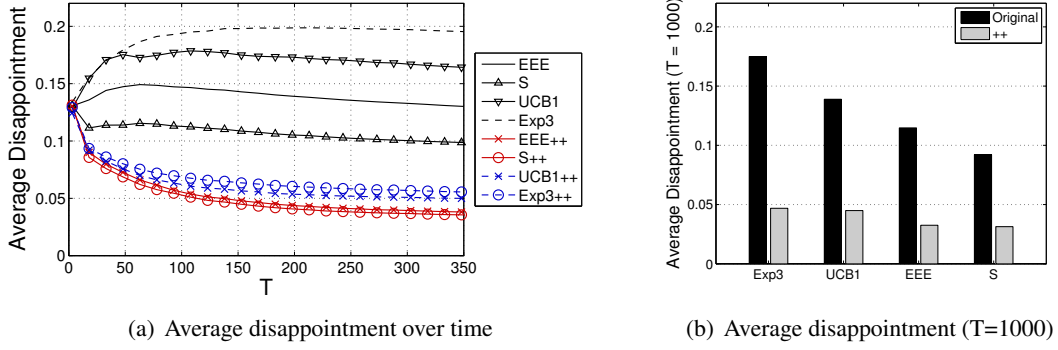 0.2
0.15
0.1
0.05
0
Average Disappointment
0 50 100 150 200 250 300 350
T
EEE
S
UCB1
Exp3
EEE++
S++
UCB1++
Exp3++
(a) Average disappointment over time
0.2
0.15
0.1
0.05
0
Average Disappointment (T = 1000)
Original
++
Exp3 UCB1 EEE S
(b) Average disappointment (T=1000)